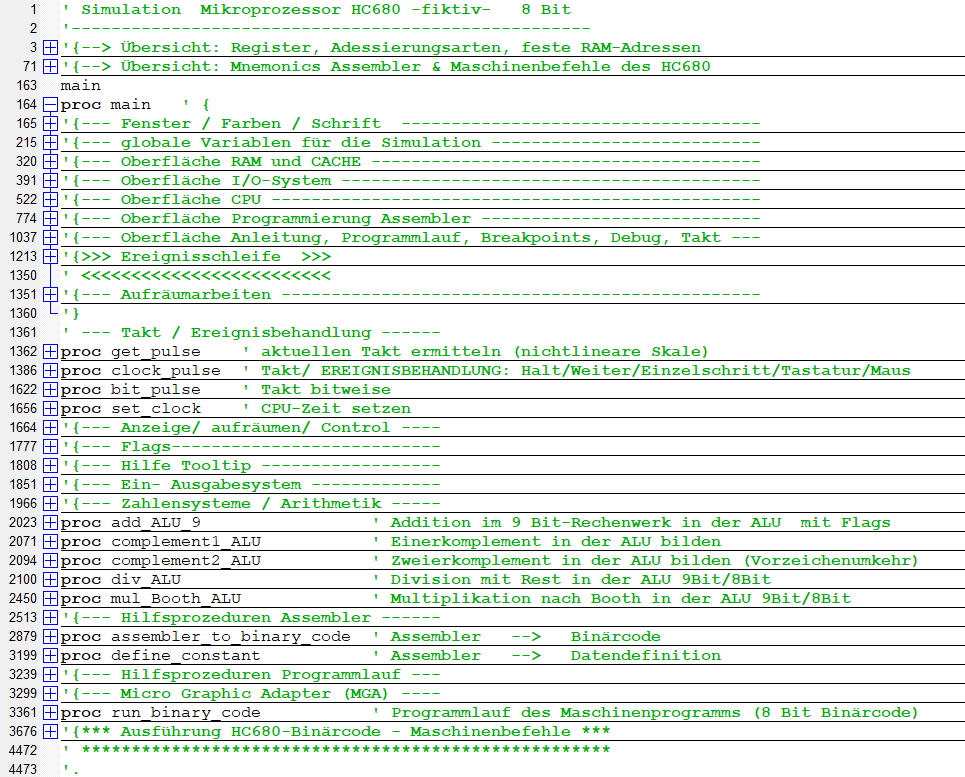 1 ' Simulation  Mikroprozessor HC680 -fiktiv-   8 Bit
2 '----------------------------------------------------
3 '{--> Übersicht: Register, Adessierungsarten, feste RAM-Adressen
71 '{--> Übersicht: Mnemonics Assembler & Maschinenbefehle des HC680
163 main
164 proc main   ' {
165 '{--- Fenster / Farben / Schrift  ------------------------------------
215 '{--- globale Variablen für die Simulation ---------------------------
320 '{--- Oberfläche RAM und CACHE ---------------------------------------
391 '{--- Oberfläche I/O-System ------------------------------------------
522 '{--- Oberfläche CPU -------------------------------------------------
774 '{--- Oberfläche Programmierung Assembler ----------------------------
1037 '{--- Oberfläche Anleitung, Programmlauf, Breakpoints, Debug, Takt ---
1213 '{>>> Ereignisschleife  >>>
1350 ' <<<<<<<<<<<<<<<<<<<<<<<<<
1351 '{--- Aufräumarbeiten ------------------------------------------------
1360 '}
1361 ' --- Takt / Ereignisbehandlung ------
1362 proc get_pulse    ' aktuellen Takt ermitteln (nichtlineare Skale)
1386 proc clock_pulse  ' Takt/ EREIGNISBEHANDLUNG: Halt/Weiter/Einzelschritt/Tastatur/Maus
1622 proc bit_pulse    ' Takt bitweise
1656 proc set_clock    ' CPU-Zeit setzen
1664 '{--- Anzeige/ aufräumen/ Control ----
1777 '{--- Flags---------------------------
1808 '{--- Hilfe Tooltip ------------------
1851 '{--- Ein- Ausgabesystem -------------
1966 '{--- Zahlensysteme / Arithmetik -----
2023 proc add_ALU_9                 ' Addition im 9 Bit-Rechenwerk in der ALU  mit Flags
2071 proc complement1_ALU           ' Einerkomplement in der ALU bilden
2094 proc complement2_ALU           ' Zweierkomplement in der ALU bilden (Vorzeichenumkehr)
2100 proc div_ALU                   ' Division mit Rest in der ALU 9Bit/8Bit
2450 proc mul_Booth_ALU             ' Multiplikation nach Booth in der ALU 9Bit/8Bit
2513 '{--- Hilfsprozeduren Assembler ------
2879 proc assembler_to_binary_code  ' Assembler   -->   Binärcode
3199 proc define_constant           ' Assembler   -->   Datendefinition
3239 '{--- Hilfsprozeduren Programmlauf ---
3299 '{--- Micro Graphic Adapter (MGA) ----
3361 proc run_binary_code           ' Programmlauf des Maschinenprogramms (8 Bit Binärcode)
3676 '{*** Ausführung HC680-Binärcode - Maschinenbefehle ***
4472 ' *****************************************************
4473 '.